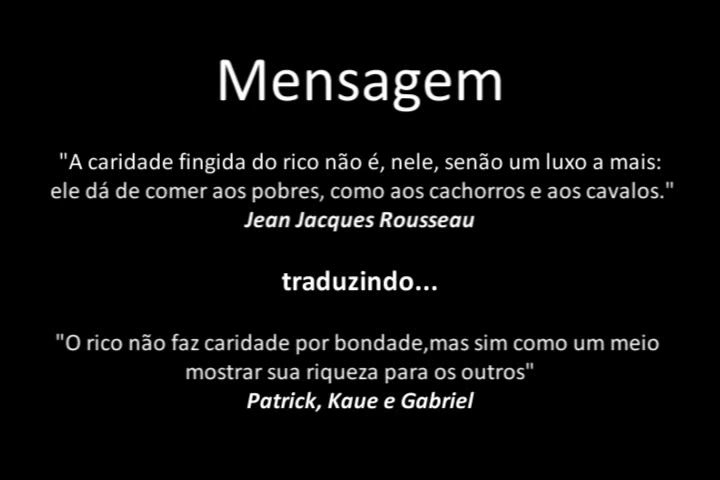 Mensagem
"A caridade fingida do rico não é, nele, senão um luxo a mais:
ele dá de comer aos pobres, como aos cachorros e aos cavalos."
Jean Jacques Rousseau
traduzindo...
"O rico não faz caridade por bondade,mas sim como um meio
mostrar sua riqueza para os outros"
Patrick, Kaue e Gabriel